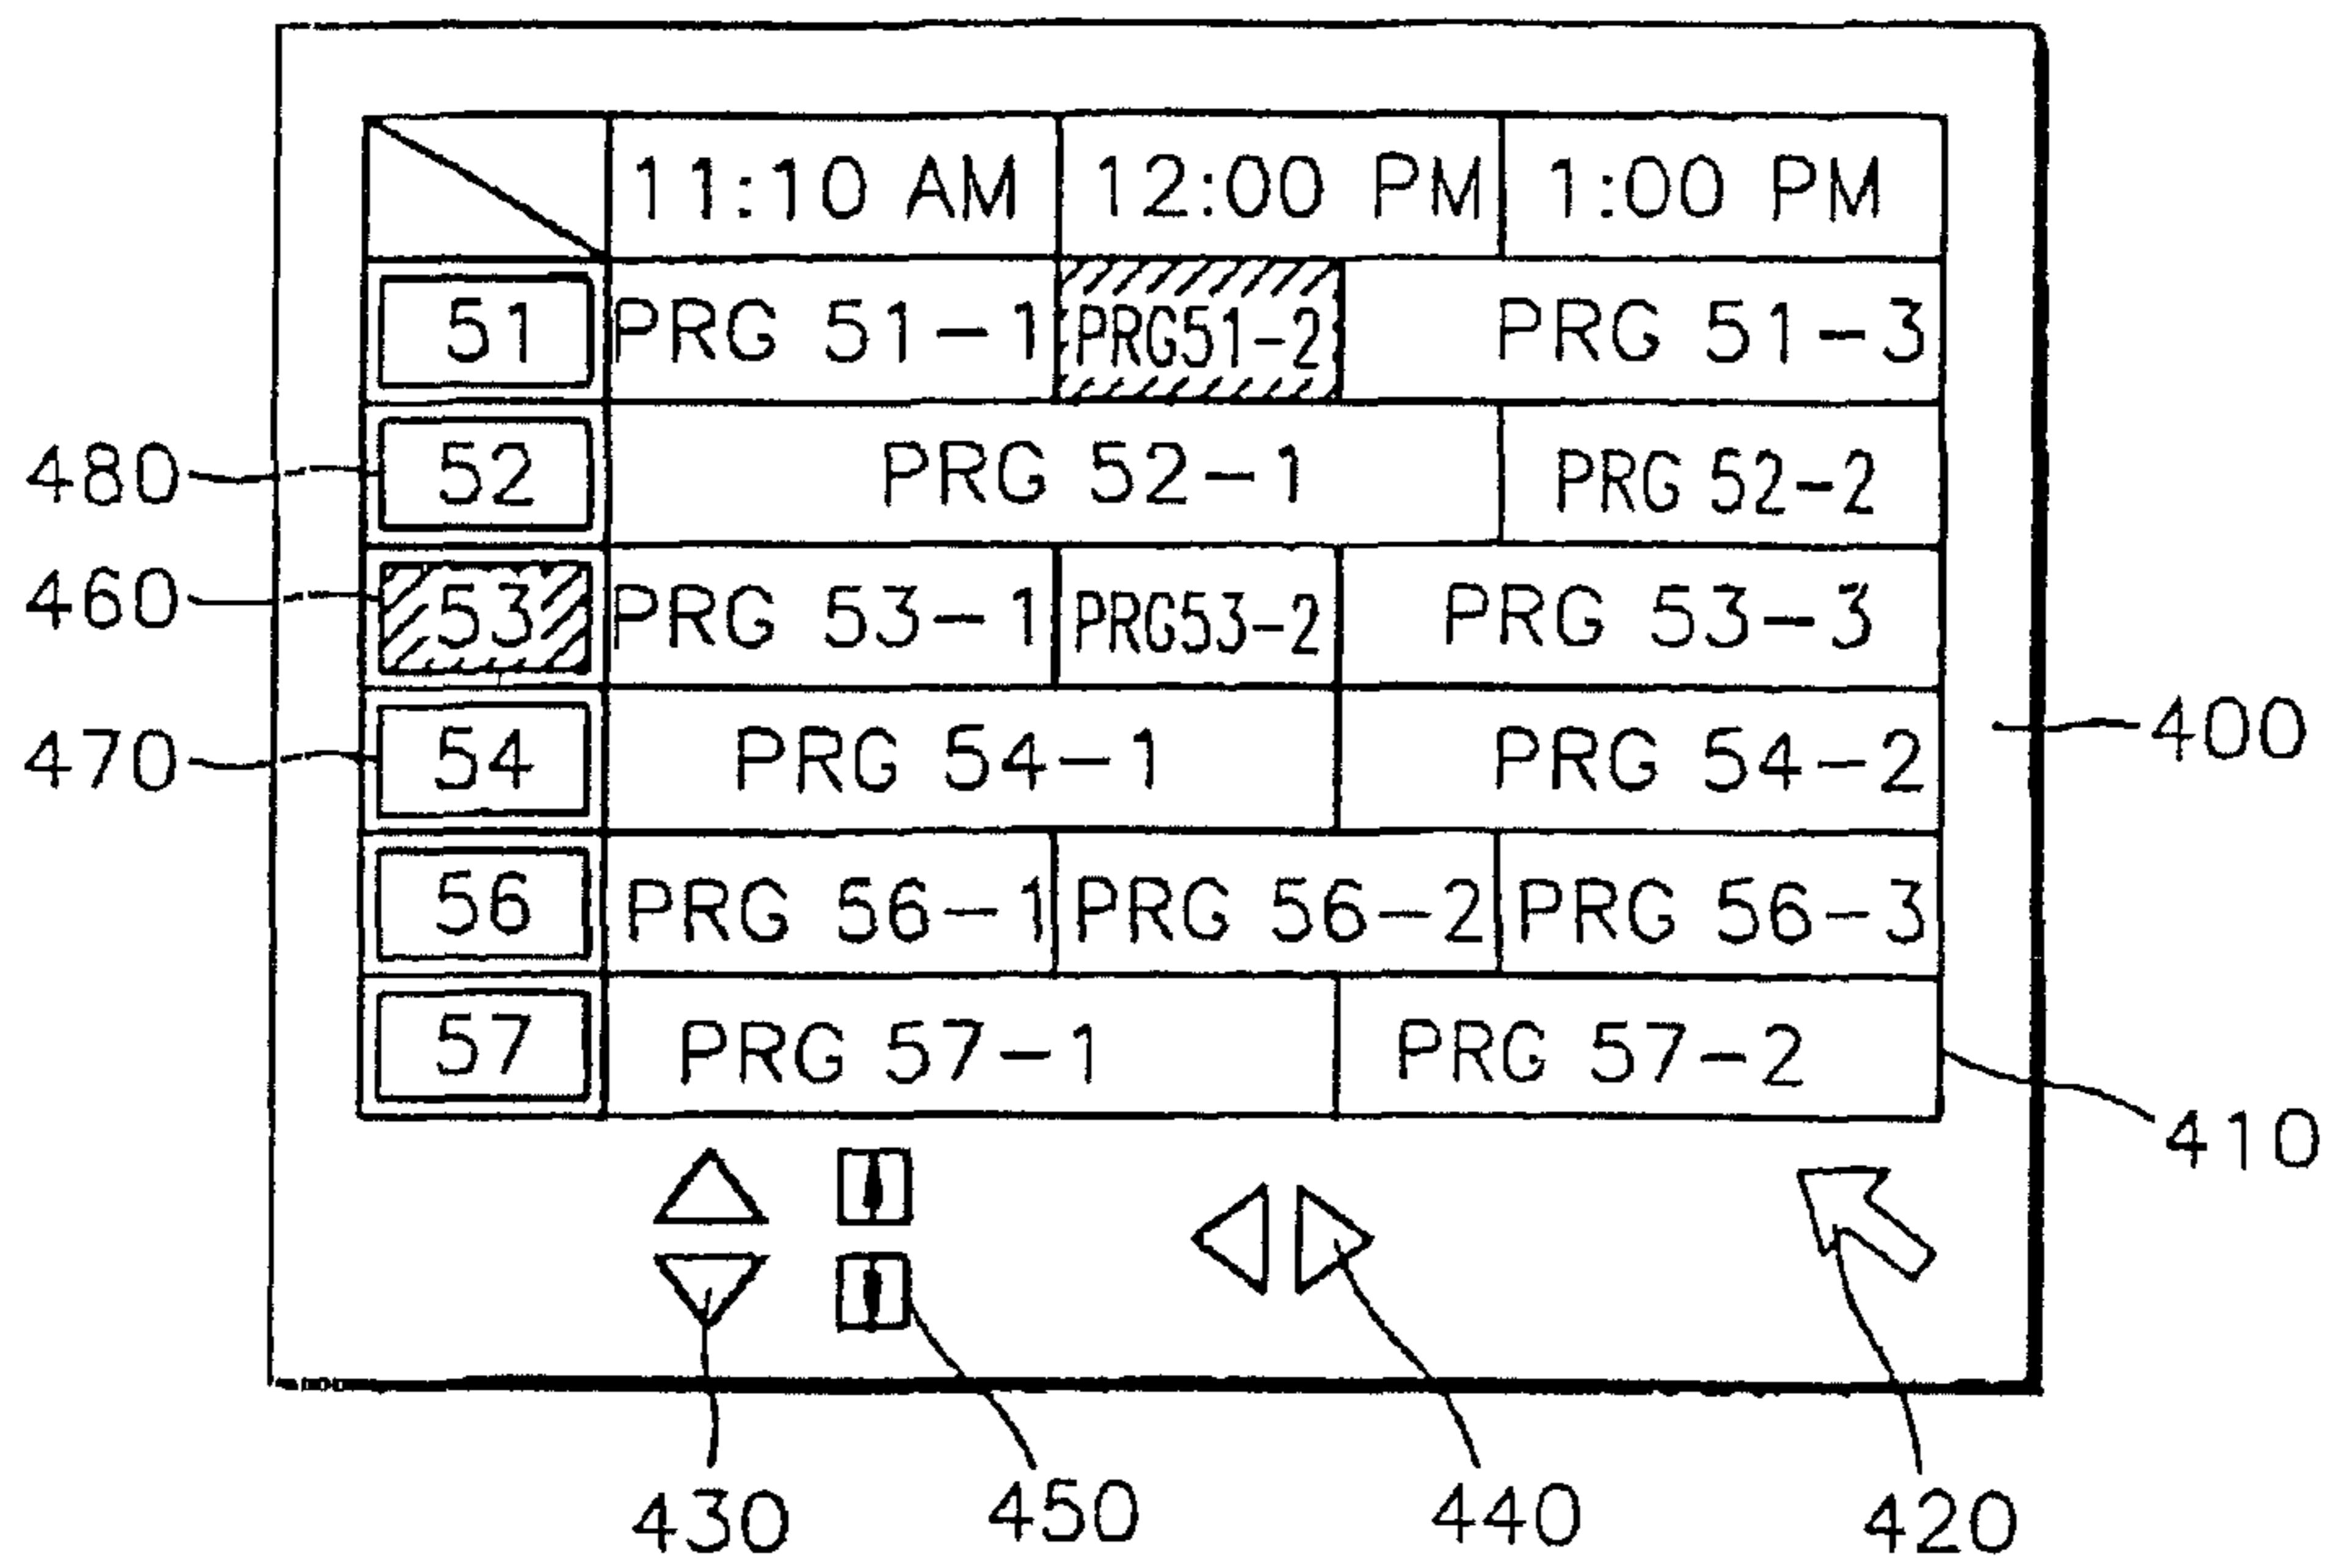 11:10 AM 12:00 PM 1:00 PM
51 PRG 51-1 PRG51-2 PRG 51-3
480 52 PRG 52-1 PRG 52-2
460 53 PRG 53-1 PRG53-2 PRG 53-3
470 54 PRG 54-1 PRG 54-2 400
56 PRG 56-1 PRG 56-2 PRG 56-3
57 PRG 57-1 PRG 57-2
410
430 450 440 420